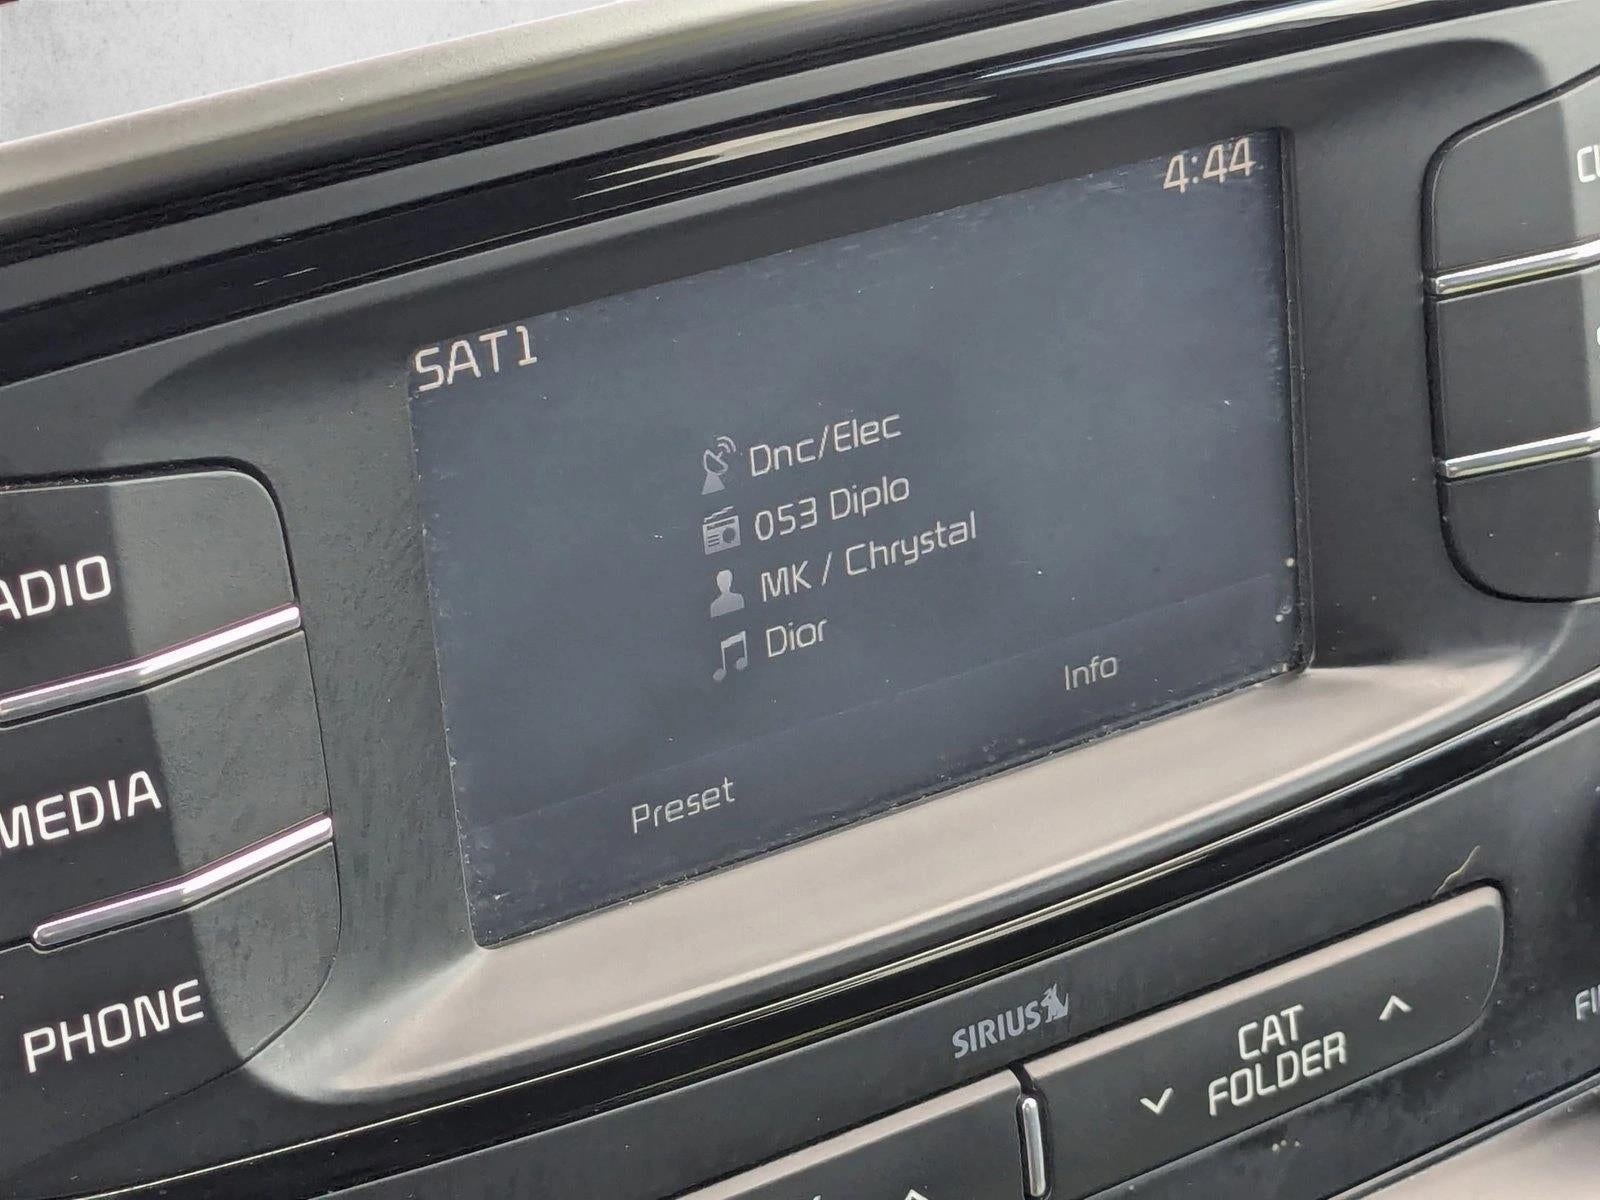 4:44
SAT1
Dnc/Elec
053 Diplo
MK / Chrystal
Dior
Info
Preset
ADIO
MEDIA
PHONE
SIRIUS
CAT
FOLDER